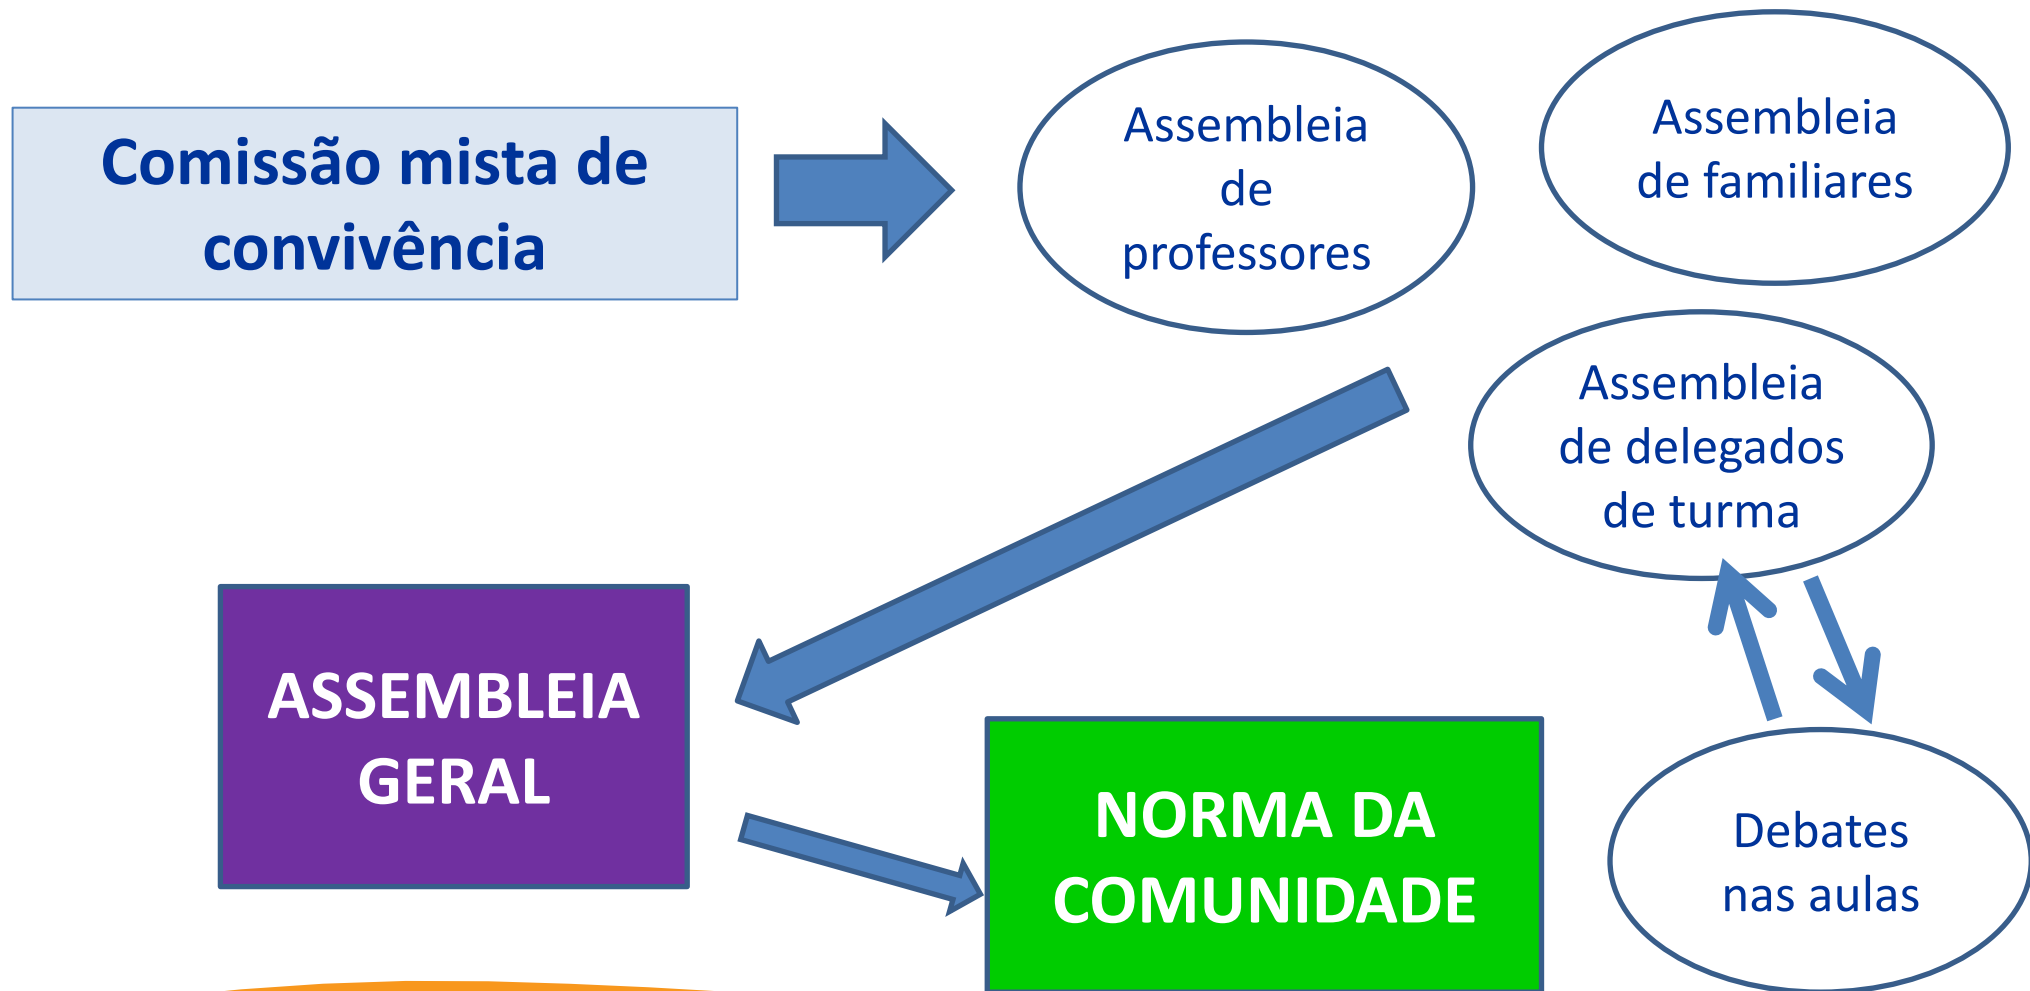 Comissão mista de
convivência
Assembleia
de
professores
Assembleia
de familiares
Assembleia
de delegados
de turma
ASSEMBLEIA
GERAL
NORMA DA
COMUNIDADE
Debates
nas aulas